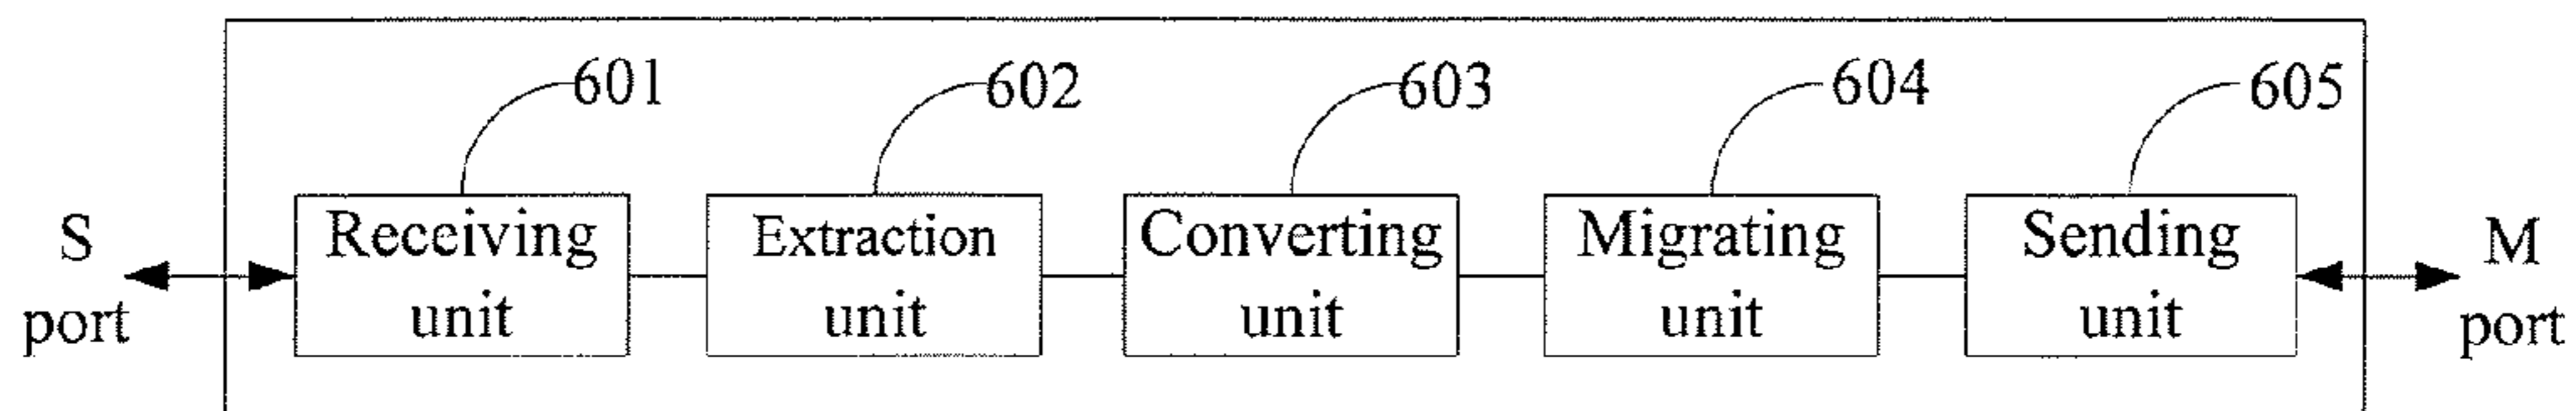 601
602
603
604
605
S
port
Receiving
unit
Extraction
unit
Converting
unit
Migrating
unit
Sending
unit
M
port